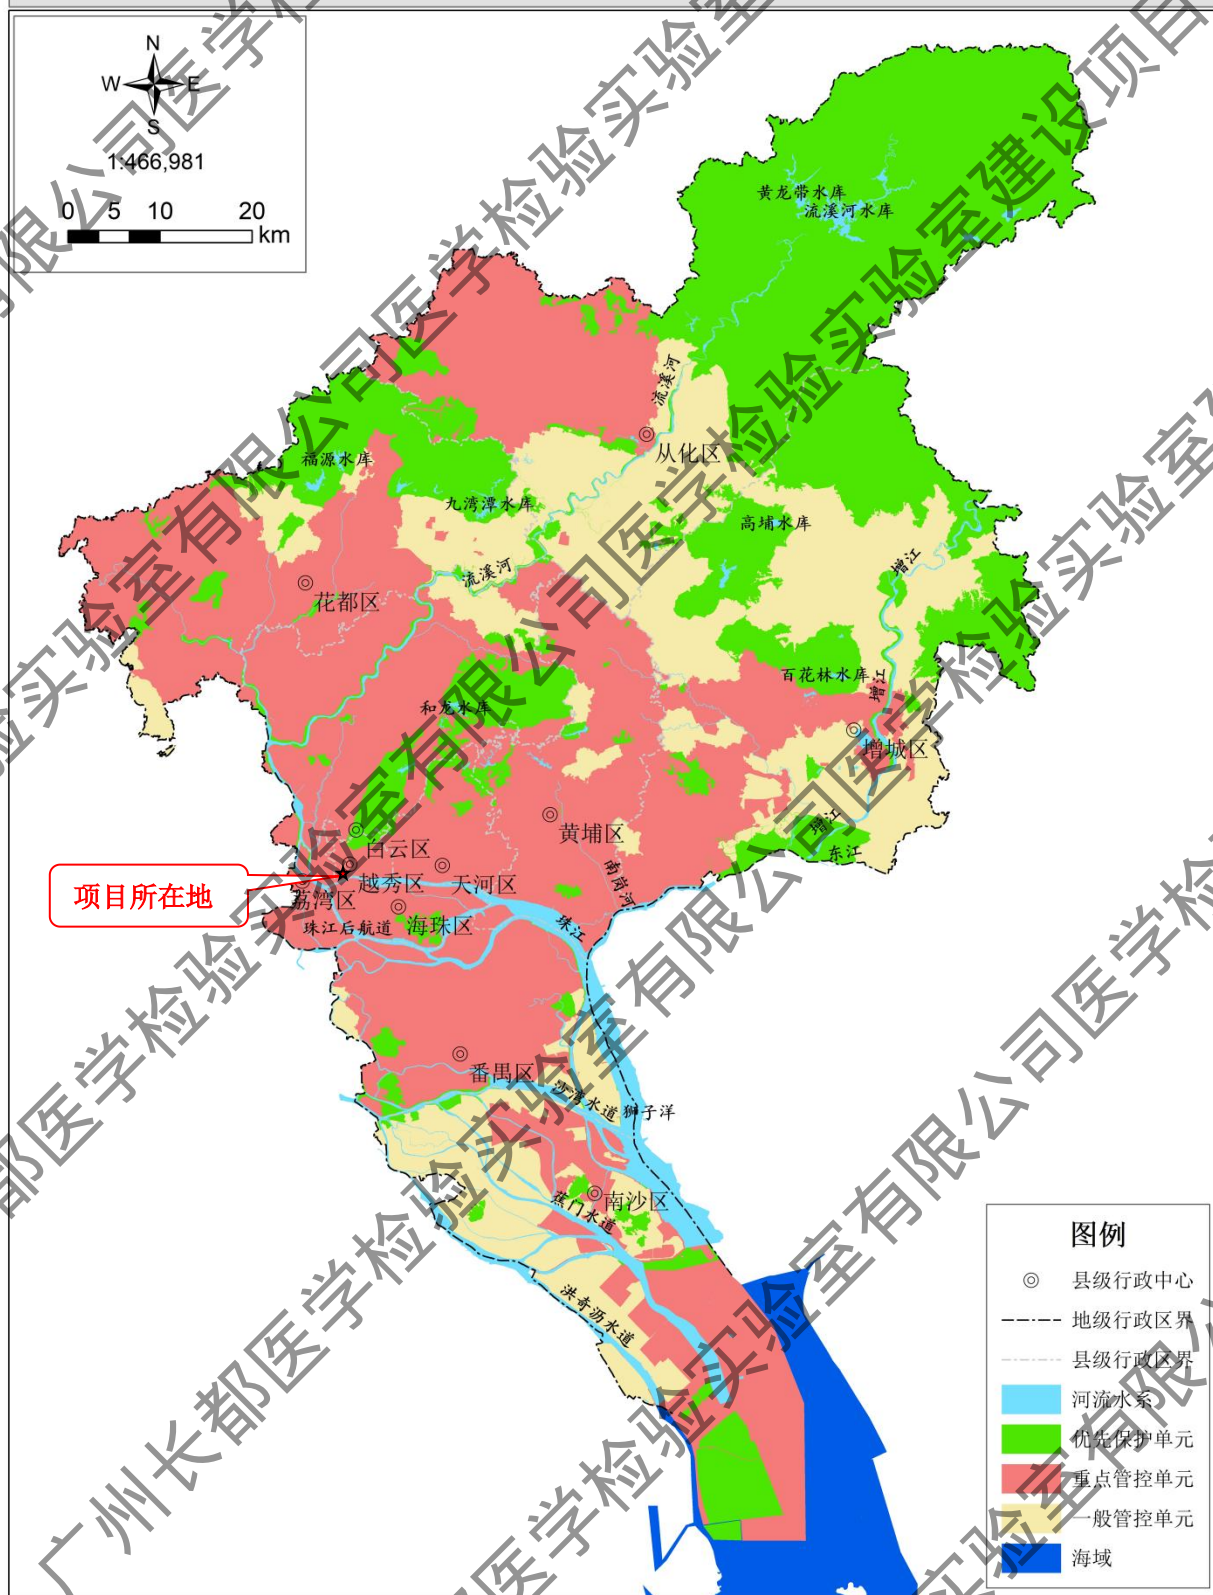 N
W E
S
1:466,981
0 5 10 20
km
黄龙带水库
流溪河水库
流溪河
从化区
福源水库
九湾潭水库
高埔水库
流溪河
增江
花都区
百花林水库
增江
和龙水库
增城区
黄埔区
增江
白云区
东江
越秀区
天河区
南岗河
项目所在地
荔湾区
海珠区
珠江后航道
珠江
番禺区
沙湾水道
狮子洋
南沙区
蕉门水道
洪奇沥水道
图例
县级行政中心
地级行政区界
县级行政区界
河流水系
优先保护单元
重点管控单元
一般管控单元
海域
广州长都医学检验实验室有限公司医学检验实验室建设项目